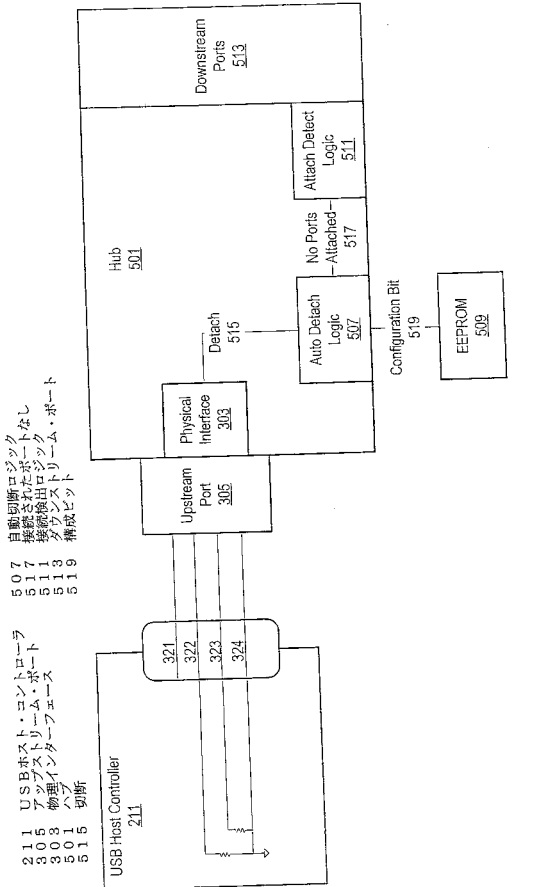 211 USBホスト・コントローラ
305 アップストリーム・ポート
303 物理インターフェース
501 ハブ
515 切断
507 自動切断ロジック
517 接続されたポートなし
511 接続検出ロジック
513 ダウンストリーム・ポート
519 構成ビット
USB Host Controller
211
321
322
323
324
Upstream
Port
305
Physical
Interface
303
Hub
501
Detach
515
Auto Detach
Logic
507
No Ports
Attached
517
Attach Detect
Logic
511
Downstream
Ports
513
Configuration Bit
519
EEPROM
509